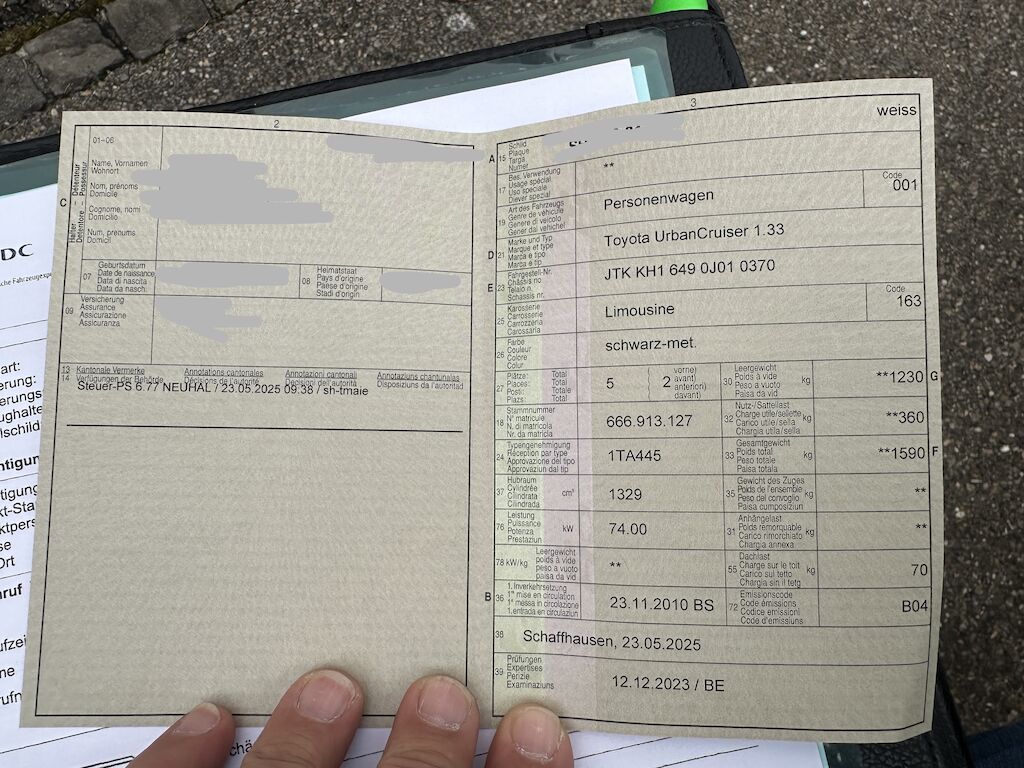 2
01-06
C
Halter – Détenteur
Detentore – Possessur
Name, Vornamen
Wohnort
Nom, prénoms
Domicile
Cognome, nomi
Domicilio
Num, prenums
Domicil
07
Geburtsdatum
Date de naissance
Data di nascita
Data da nasch.
08
Heimatstaat
Pays d'origine
Paese d'origine
Stadi d'origin
09
Versicherung
Assurance
Assicurazione
Assicuranza
13
14
Kantonale Vermerke
Verfügungen der Behörde
Annotations cantonales
Décisions de l'autorité
Annotazioni cantonali
Decisioni dell'autorità
Annotaziuns chantunalas
Disposiziuns da l'autoritad
Steuer-PS 6.77 NEUHAL / 23.05.2025 09.38 / sh-tmaie
3
A 15
Schild
Plaque
Targa
Numer
weiss
17
Bes. Verwendung
Usage spécial
Uso speciale
Diever spezial
**
19
Art des Fahrzeugs
Genre de véhicule
Genere di veicolo
Gener dal vehichel
Personenwagen
Code
001
D 21
Marke und Typ
Marque et type
Marca e tipo
Marca e tip
Toyota UrbanCruiser 1.33
E 23
Fahrgestell-Nr.
Châssis no
Telaio n.
Schassis nr.
JTK KH1 649 0J01 0370
25
Karosserie
Carrosserie
Carrozzeria
Carossaria
Limousine
Code
163
26
Farbe
Couleur
Colore
Colur
schwarz-met.
27
Plätze: Total
Places: Total
Posti: Totale
Plazs: Total
5
2
vorne)
avant)
anteriori)
davant)
30
Leergewicht
Poids à vide
Peso a vuoto
Paisa da vid
kg
**1230
G
18
Stammnummer
N° matricule
N. di matricola
Nr. da matricla
666.913.127
32
Nutz-/Sattellast
Charge utile/sellette
Carico utile/sella
Chargia utila/sella
kg
**360
24
Typengenehmigung
Réception par type
Approvazione del tipo
Approvaziun dal tip
1TA445
33
Gesamtgewicht
Poids total
Peso totale
Paisa totala
kg
**1590
F
37
Hubraum
Cylindrée
Cilindrata
Cilindrada
cm³
1329
35
Gewicht des Zuges
Poids de l'ensemble
Peso del convoglio
Paisa cumposiziun
kg
**
76
Leistung
Puissance
Potenza
Prestaziun
kW
74.00
31
Anhängelast
Poids remorquable
Carico rimorchiato
Chargia annexa
kg
**
78 kW/kg
Leergewicht
poids à vide
peso a vuoto
paisa da vid
**
55
Dachlast
Charge sur le toit
Carico sul tetto
Chargia sin il tetg
kg
70
B 36
1. Inverkehrsetzung
1re mise en circulation
1a messa in circolazione
1. entrada en circulaziun
23.11.2010 BS
72
Emissionscode
Code émissions
Codice emissioni
Code d'emissiuns
B04
38
Schaffhausen, 23.05.2025
39
Prüfungen
Expertises
Perizie
Examinaziuns
12.12.2023 / BE
DC